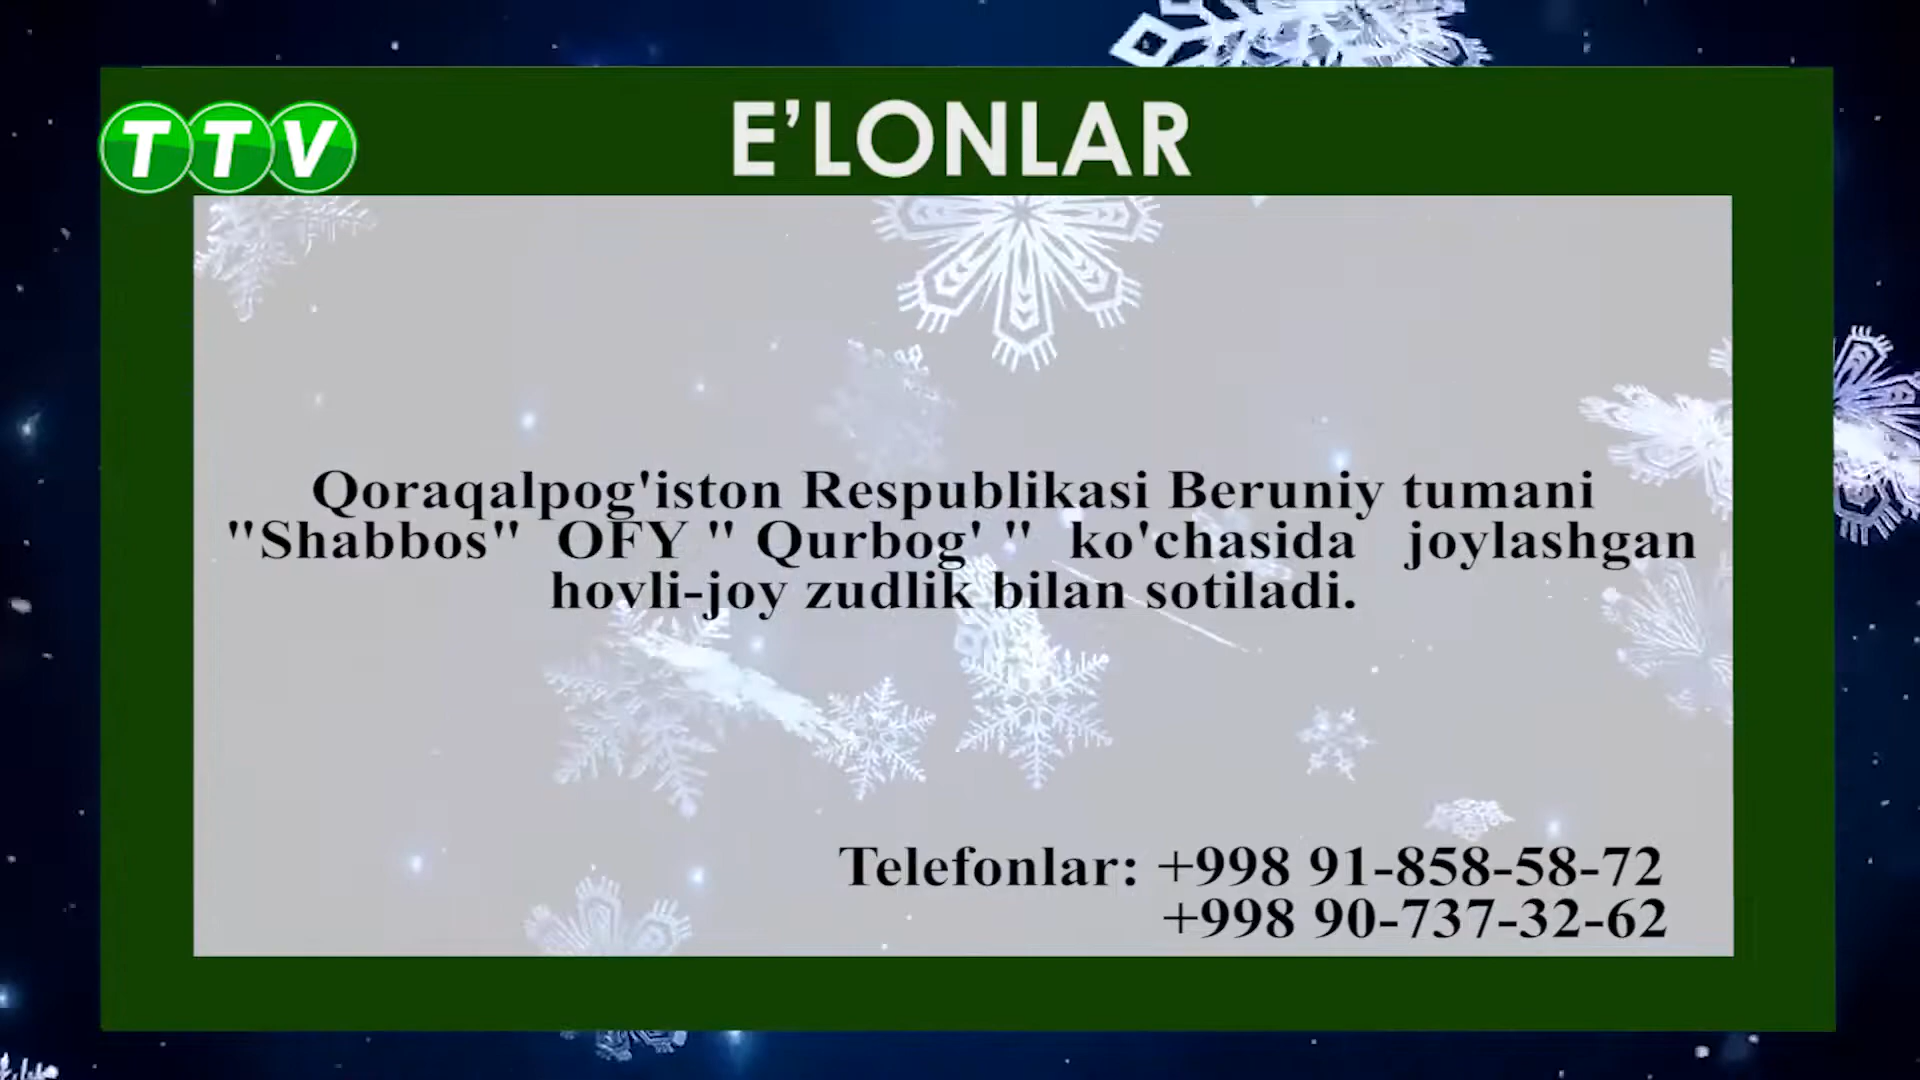 TTV
E’LONLAR
Qoraqalpog'iston Respublikasi Beruniy tumani
"Shabbos" OFY " Qurbog' " ko'chasida joylashgan
hovli-joy zudlik bilan sotiladi.
Telefonlar: +998 91-858-58-72
+998 90-737-32-62